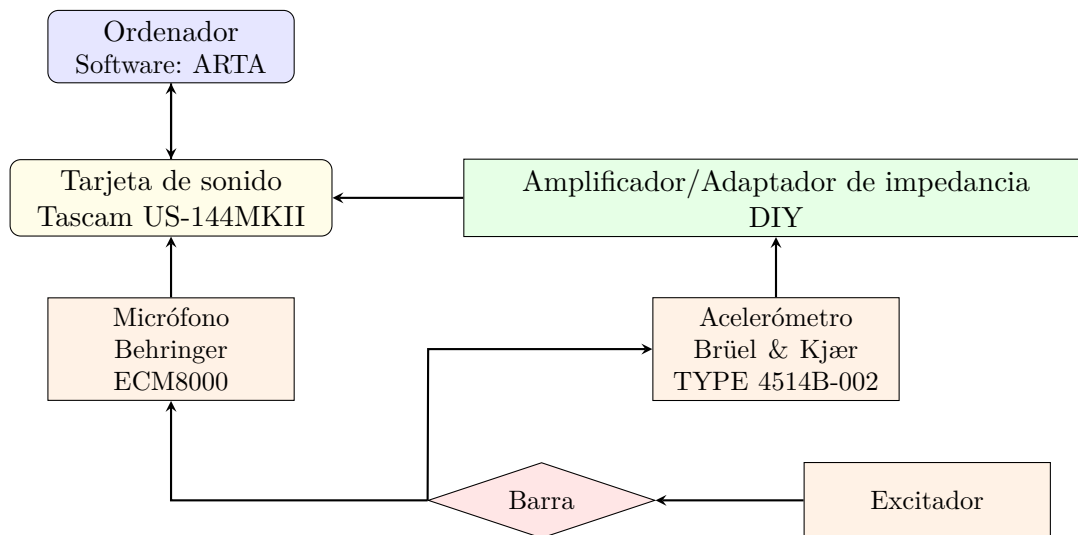 Ordenador
Software: ARTA
Tarjeta de sonido
Tascam US-144MKII
Amplificador/Adaptador de impedancia
DIY
Micrófono
Behringer
ECM8000
Acelerómetro
Brüel & Kjær
TYPE 4514B-002
Barra
Excitador